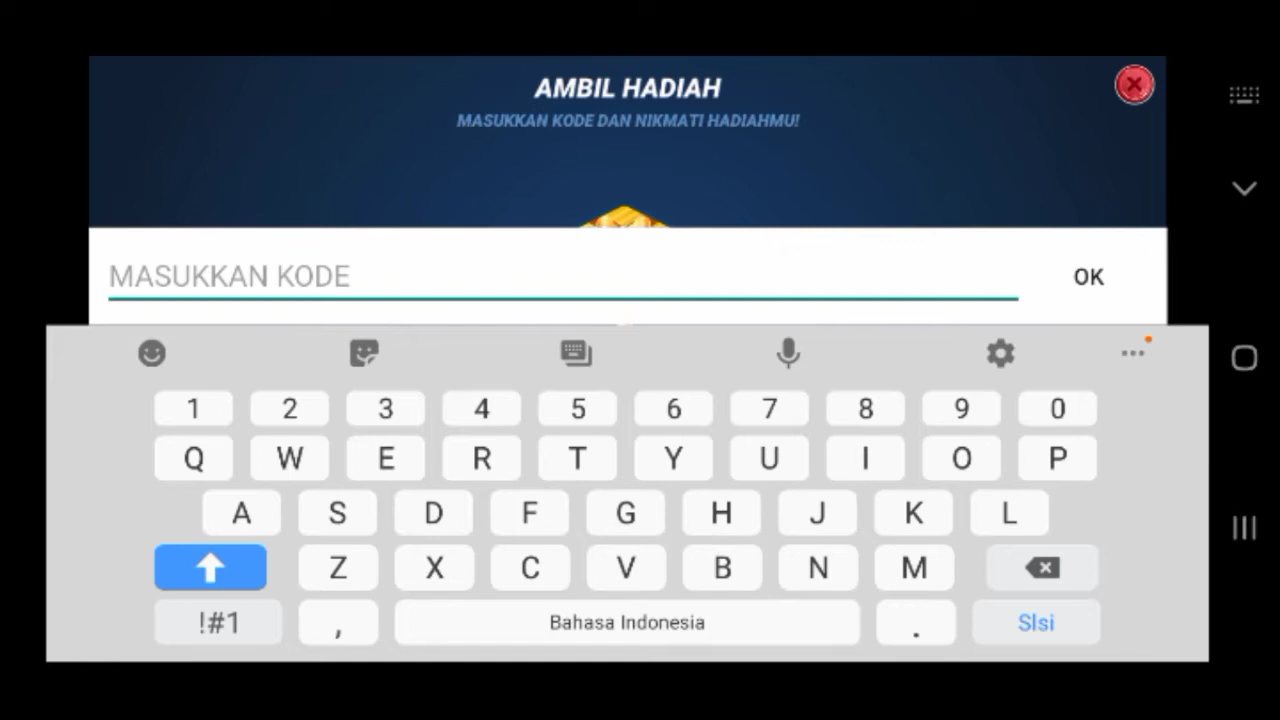 AMBIL HADIAH
MASUKKAN KODE DAN NIKMATI HADIAHMU!
MASUKKAN KODE
OK
1 2 3 4 5 6 7 8 9 0
Q W E R T Y U I O P
A S D F G H J K L
Z X C V B N M
!#1 , Bahasa Indonesia . Slsi